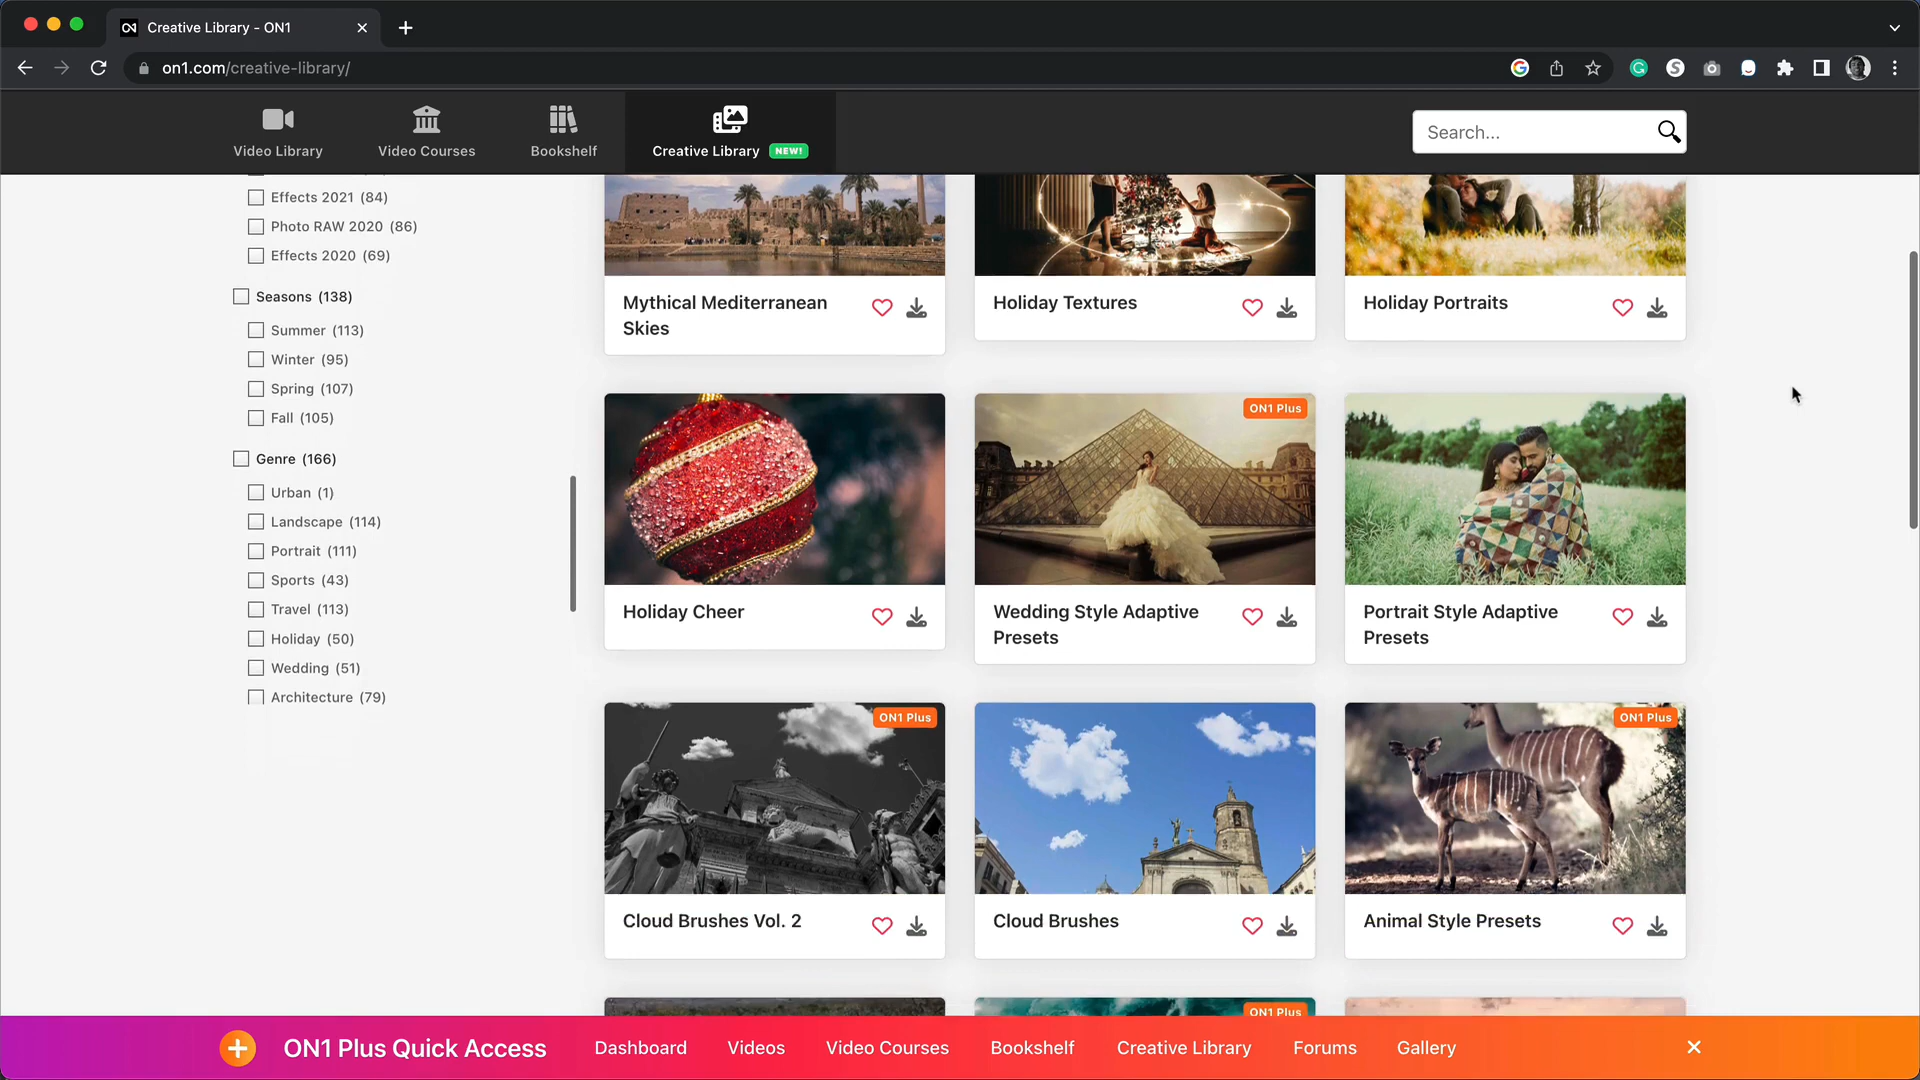 Creative Library - ON1
on1.com/creative-library/
Video Library
Video Courses
Bookshelf
Creative Library NEW!
Search...
Effects 2021 (84)
Photo RAW 2020 (86)
Effects 2020 (69)
Seasons (138)
Summer (113)
Winter (95)
Spring (107)
Fall (105)
Genre (166)
Urban (1)
Landscape (114)
Portrait (111)
Sports (43)
Travel (113)
Holiday (50)
Wedding (51)
Architecture (79)
Mythical Mediterranean
Skies
Holiday Textures
Holiday Portraits
ON1 Plus
Holiday Cheer
Wedding Style Adaptive
Presets
Portrait Style Adaptive
Presets
ON1 Plus
ON1 Plus
Cloud Brushes Vol. 2
Cloud Brushes
Animal Style Presets
ON1 Plus
ON1 Plus Quick Access
Dashboard
Videos
Video Courses
Bookshelf
Creative Library
Forums
Gallery